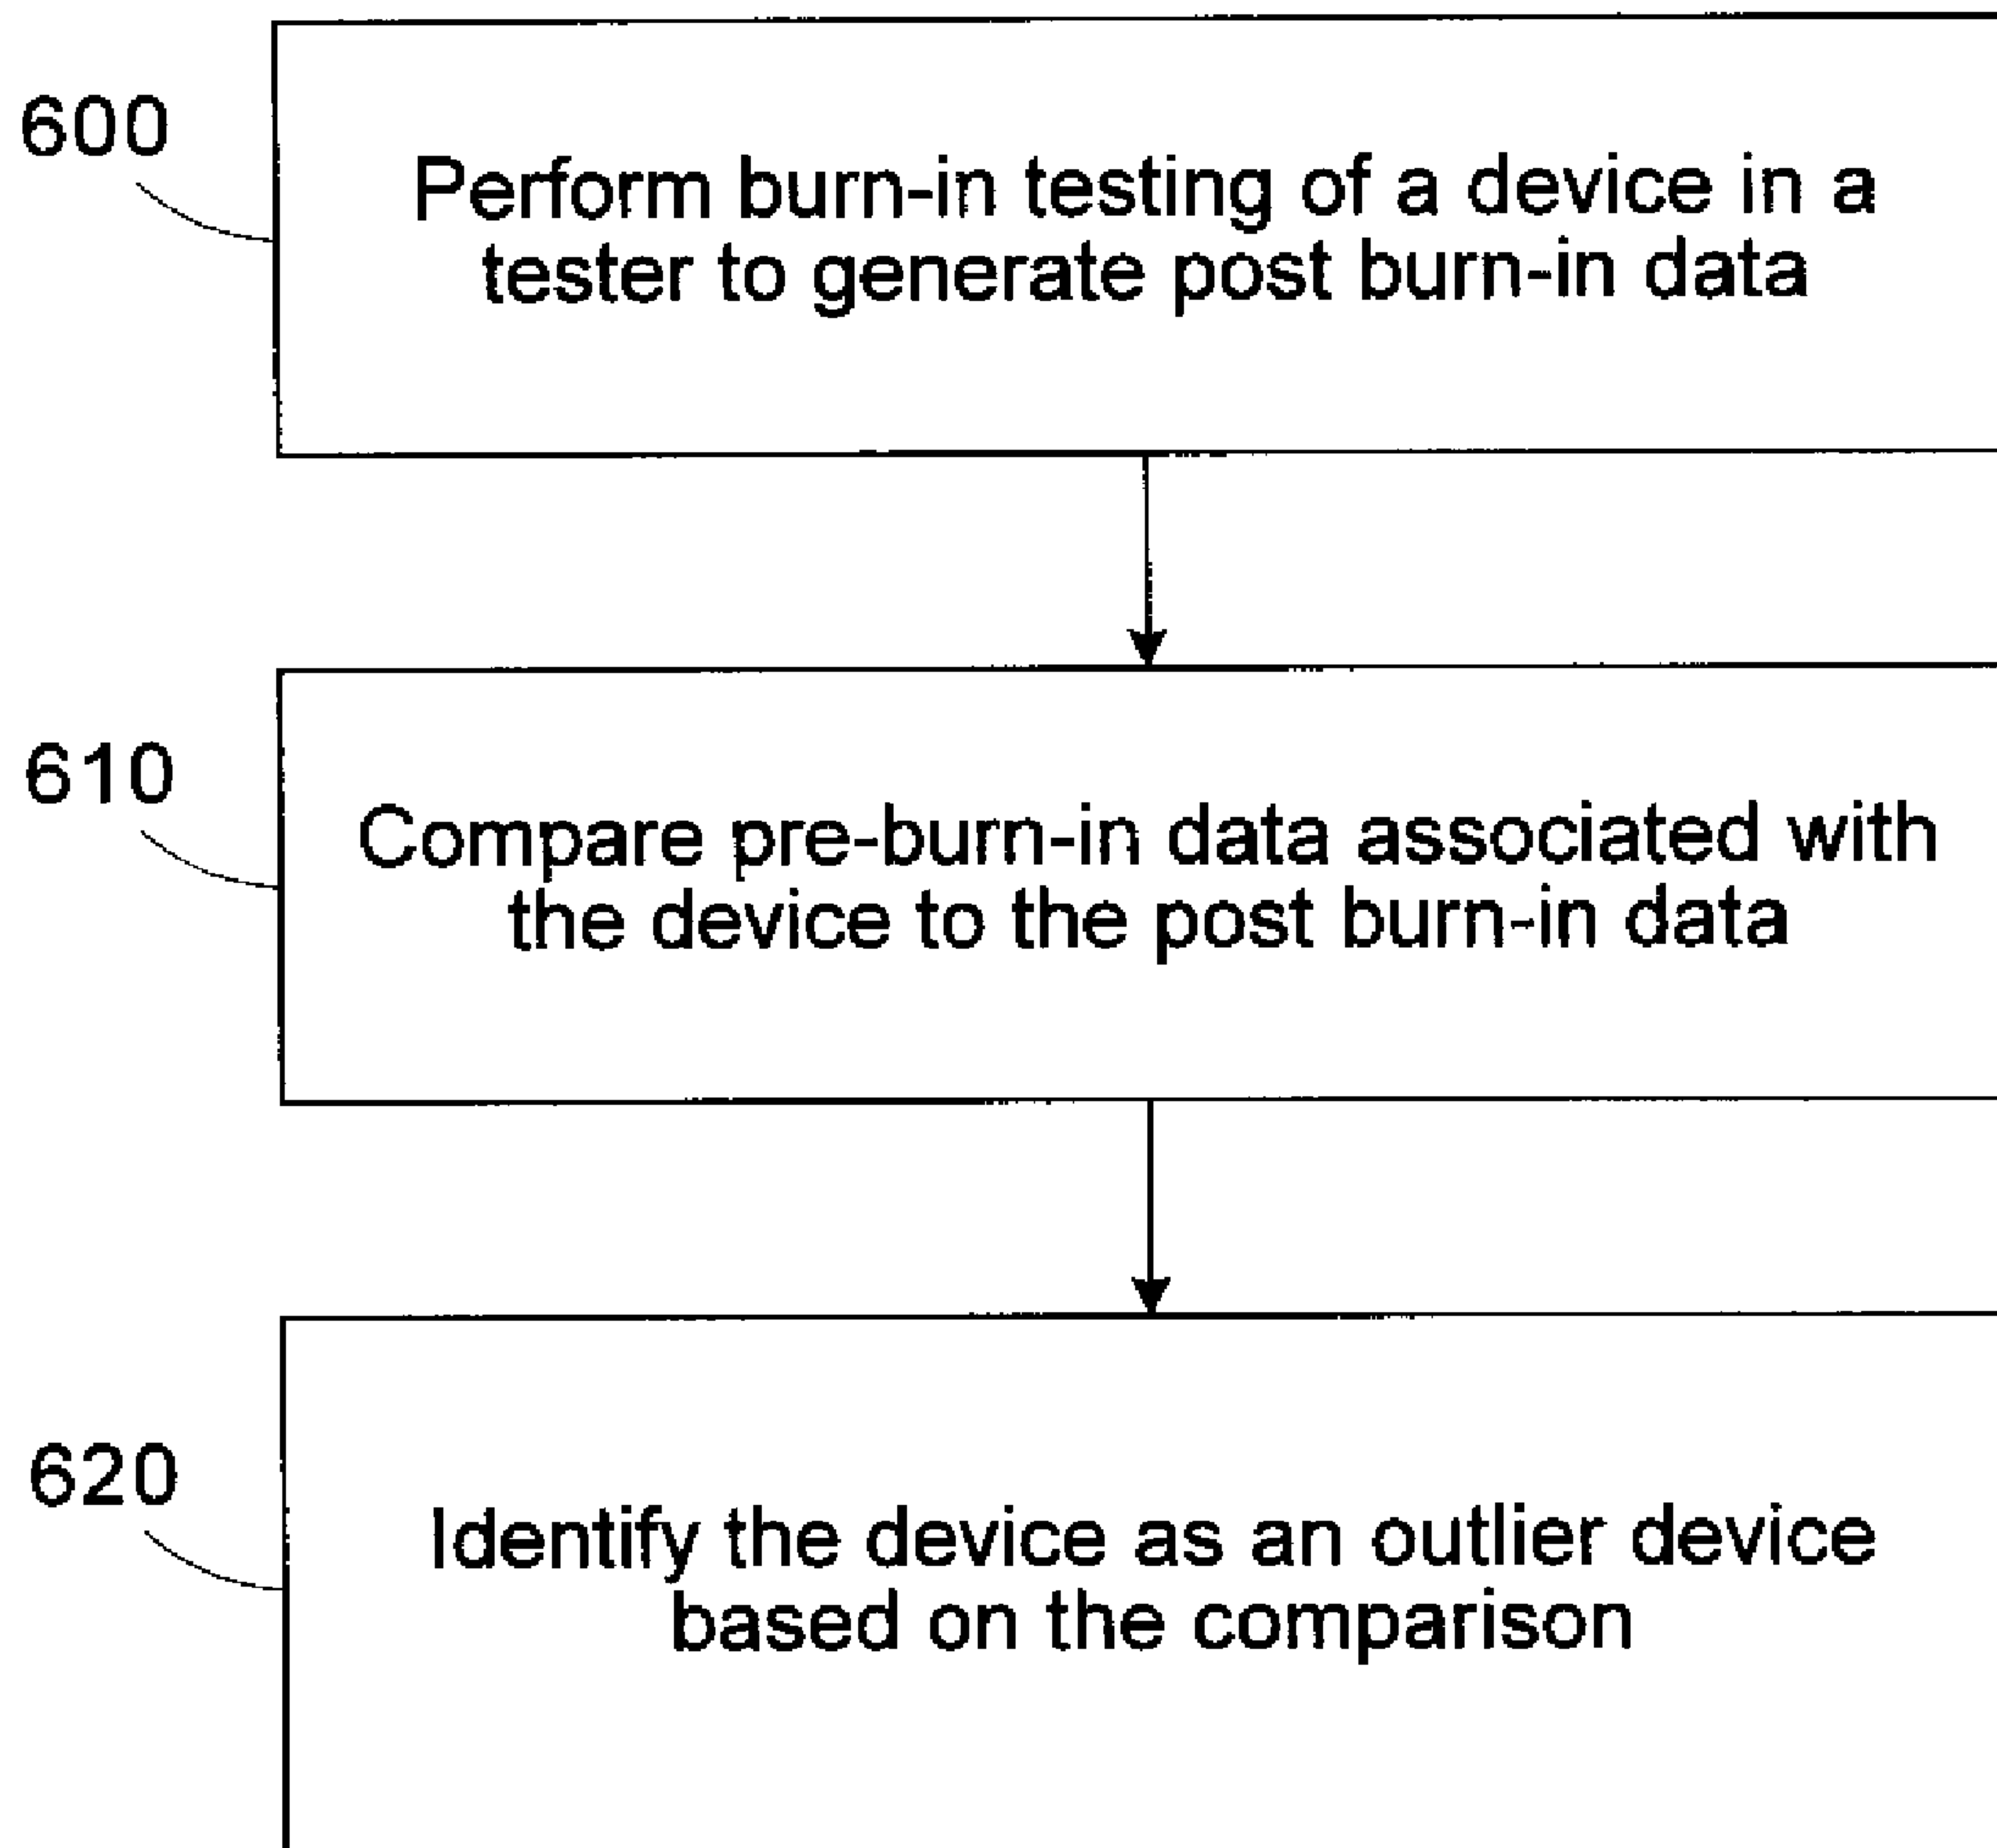 600
Perform burn-in testing of a device in a
tester to generate post burn-in data
610
Compare pre-burn-in data associated with
the device to the post burn-in data
620
Identify the device as an outlier device
based on the comparison